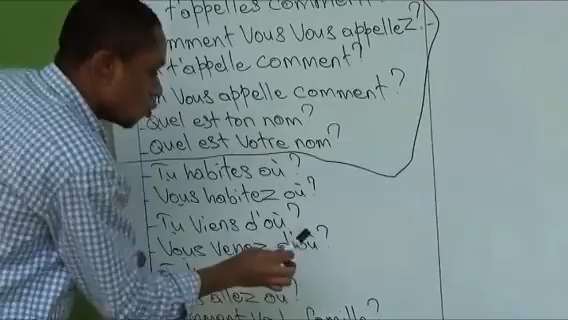 t'appelles comment?
mment Vous Vous appellez?
t'appelle comment?
n Vous appelle comment?
-Quel est ton nom?
-Quel est Votre nom?
-Tu habites où?
-Vous habitez où?
-Tu Viens d'où?
-Vous Venez d'où?
allez où?
famille?